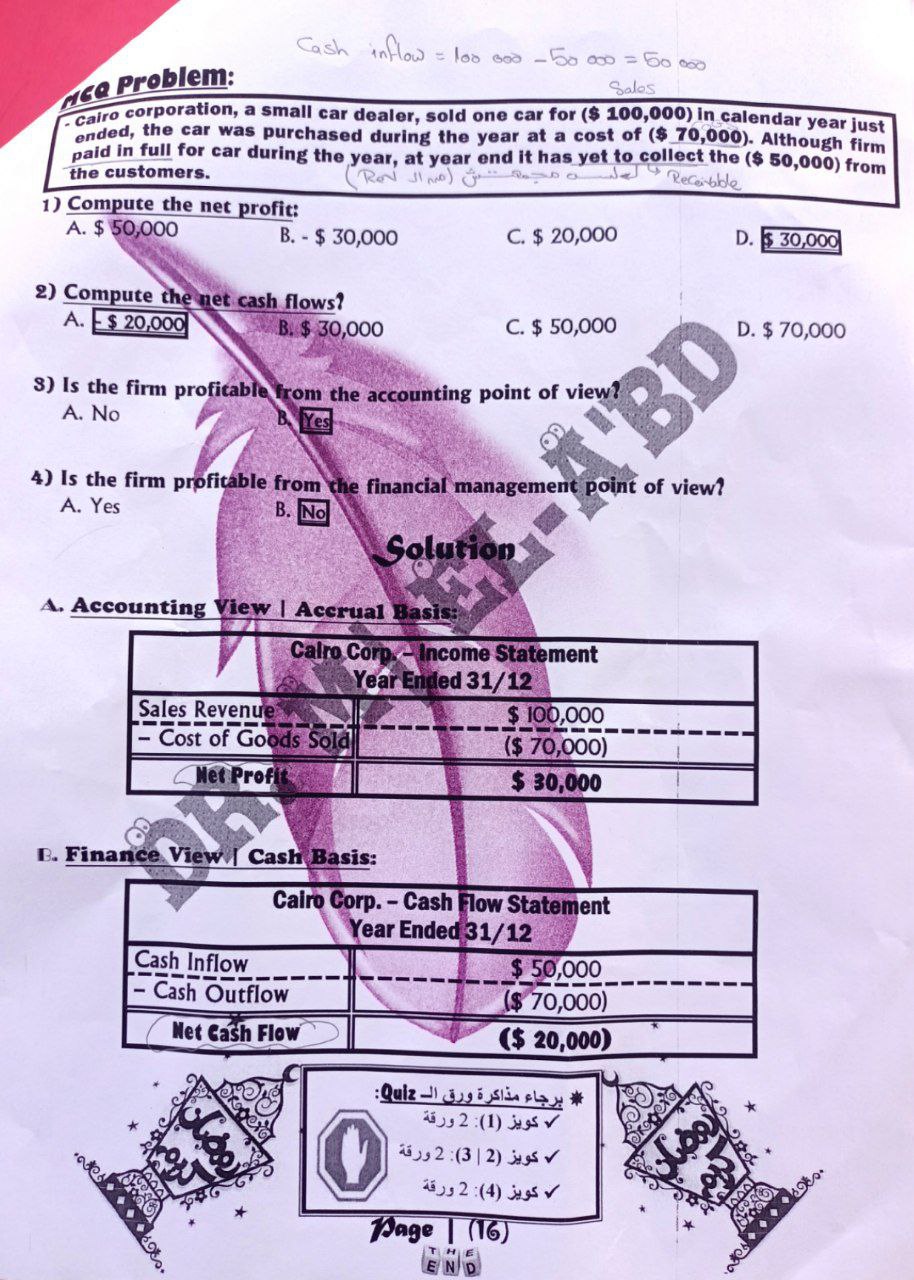 Cash inflow = 100 000 - 50 000 = 50 000
Sales
MCQ Problem:
- Cairo corporation, a small car dealer, sold one car for ($ 100,000) in calendar year just
ended, the car was purchased during the year at a cost of ($ 70,000). Although firm
paid in full for car during the year, at year end it has yet to collect the ($ 50,000) from
the customers.
Receivable
1) Compute the net profit:
A. $ 50,000 B. - $ 30,000 C. $ 20,000 D. $ 30,000
2) Compute the net cash flows?
A. - $ 20,000 B. $ 30,000 C. $ 50,000 D. $ 70,000
3) Is the firm profitable from the accounting point of view?
A. No B. Yes
4) Is the firm profitable from the financial management point of view?
A. Yes B. No
Solution
A. Accounting View | Accrual Basis:
Cairo Corp. – Income Statement
Year Ended 31/12
Sales Revenue $ 100,000
– Cost of Goods Sold ($ 70,000)
Net Profit $ 30,000
B. Finance View | Cash Basis:
Cairo Corp. – Cash Flow Statement
Year Ended 31/12
Cash Inflow $ 50,000
– Cash Outflow ($ 70,000)
Net Cash Flow ($ 20,000)
DR. M. EL-A'BD
برجاء مذاكرة ورق الـ Quiz:
✓ كويز (1): 2 ورقة
✓ كويز (2 | 3): 2 ورقة
✓ كويز (4): 2 ورقة
Page | (16)
THE
END